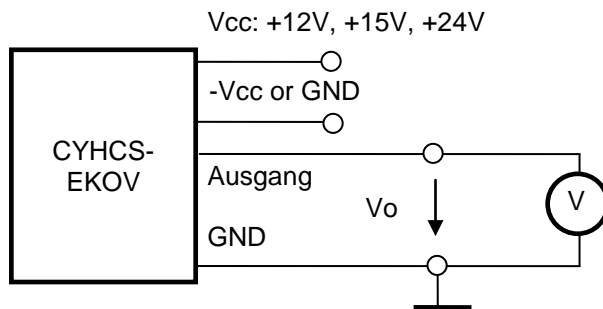 Vcc: +12V, +15V, +24V
-Vcc or GND
CYHCS-
EKOV
Ausgang
Vo
V
GND